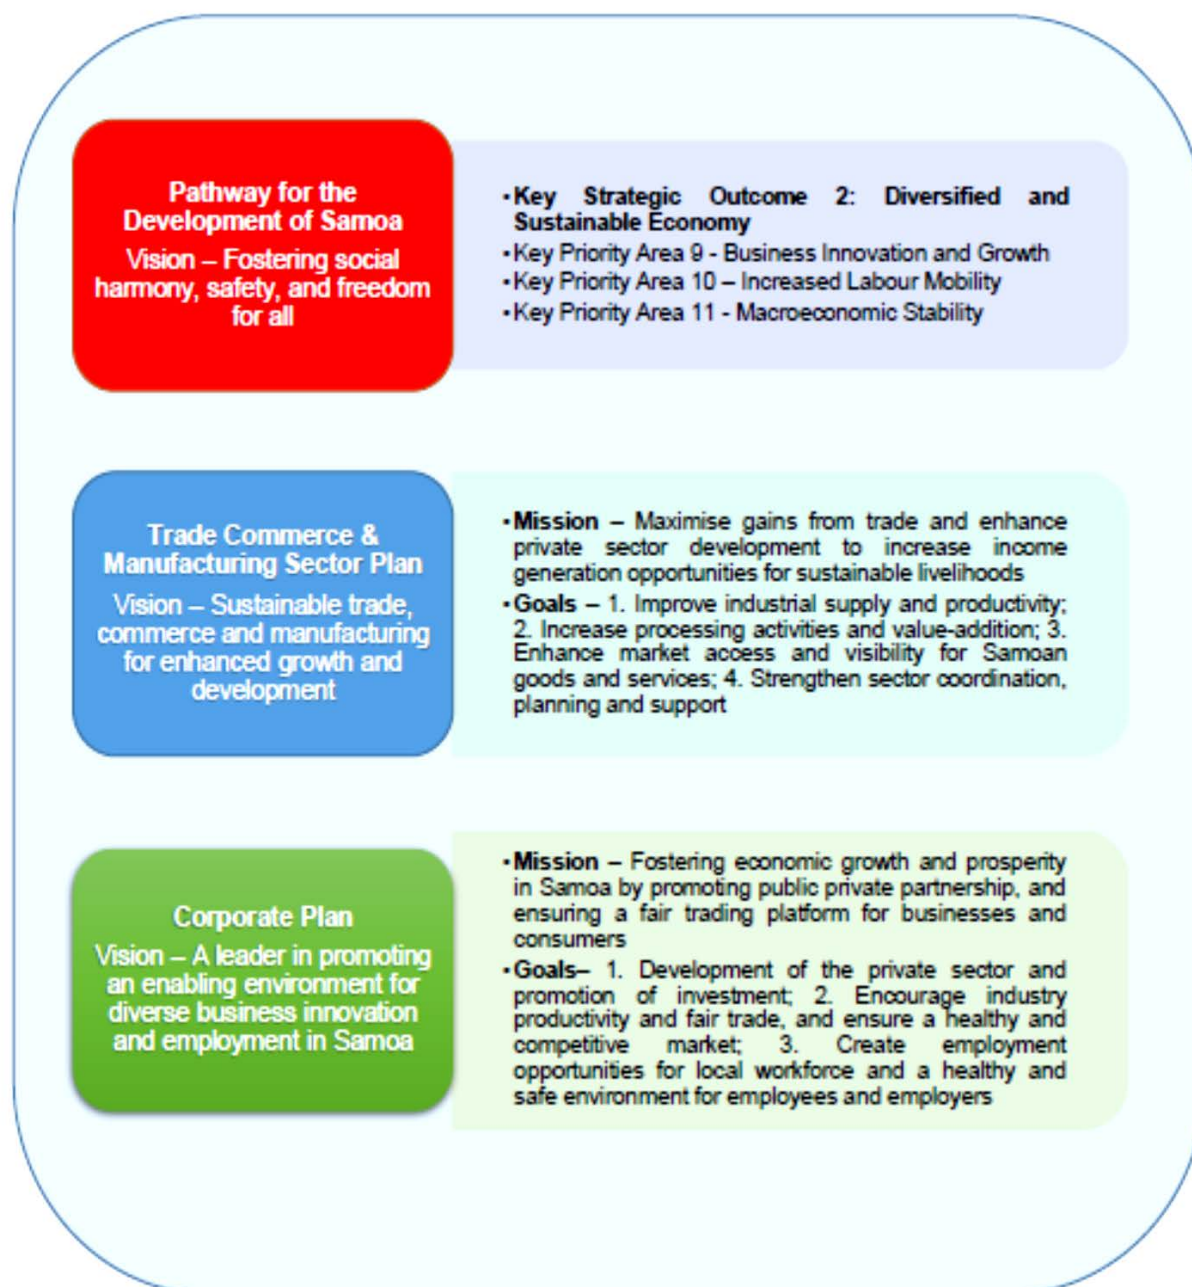 Pathway for the
Development of Samoa
Vision – Fostering social
harmony, safety, and freedom
for all
•Key Strategic Outcome 2: Diversified and
Sustainable Economy
•Key Priority Area 9 - Business Innovation and Growth
•Key Priority Area 10 – Increased Labour Mobility
•Key Priority Area 11 - Macroeconomic Stability
Trade Commerce &
Manufacturing Sector Plan
Vision – Sustainable trade,
commerce and manufacturing
for enhanced growth and
development
•Mission – Maximise gains from trade and enhance
private sector development to increase income
generation opportunities for sustainable livelihoods
•Goals – 1. Improve industrial supply and productivity;
2. Increase processing activities and value-addition; 3.
Enhance market access and visibility for Samoan
goods and services; 4. Strengthen sector coordination,
planning and support
Corporate Plan
Vision – A leader in promoting
an enabling environment for
diverse business innovation
and employment in Samoa
•Mission – Fostering economic growth and prosperity
in Samoa by promoting public private partnership, and
ensuring a fair trading platform for businesses and
consumers
•Goals– 1. Development of the private sector and
promotion of investment; 2. Encourage industry
productivity and fair trade, and ensure a healthy and
competitive market; 3. Create employment
opportunities for local workforce and a healthy and
safe environment for employees and employers